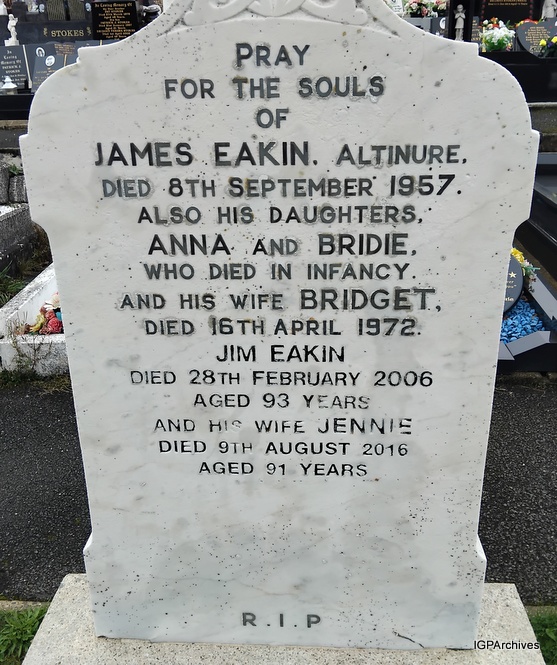 PRAY
FOR THE SOULS
OF
JAMES EAKIN. ALTINURE.
DIED 8TH SEPTEMBER 1957.
ALSO HIS DAUGHTERS,
ANNA AND BRIDIE,
WHO DIED IN INFANCY.
AND HIS WIFE BRIDGET,
DIED 16TH APRIL 1972.
JIM EAKIN
DIED 28TH FEBRUARY 2006
AGED 93 YEARS
AND HIS WIFE JENNIE
DIED 9TH AUGUST 2016
AGED 91 YEARS
R.I.P
STOKES
IGPArchives